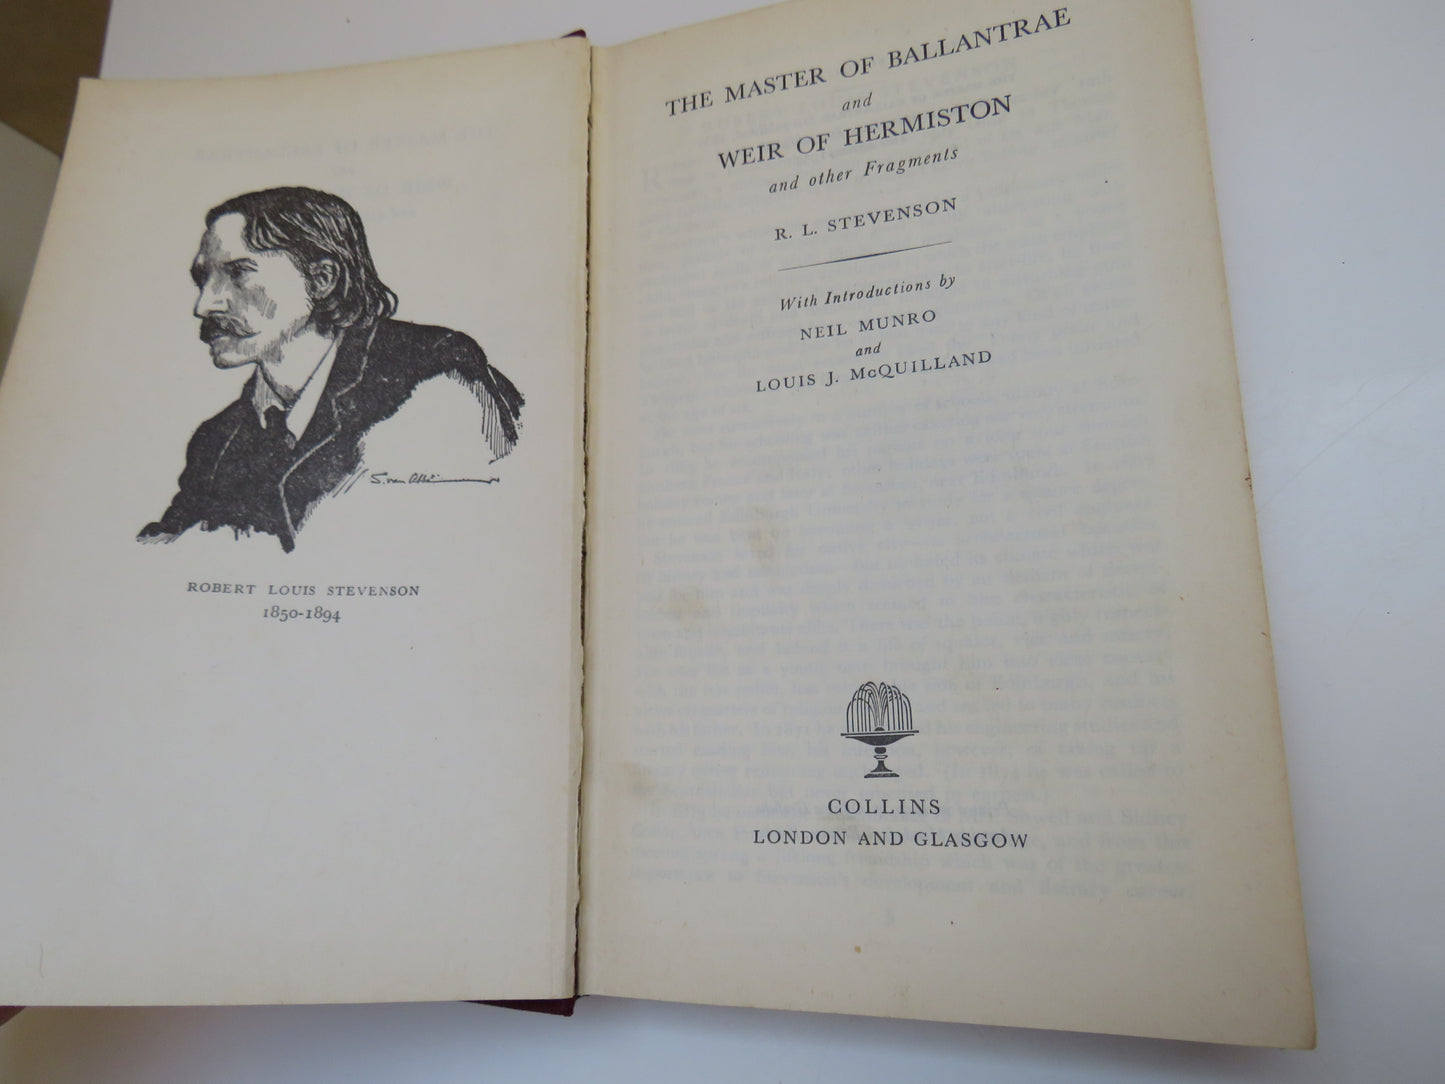 ROBERT LOUIS STEVENSON
1850-1894
THE MASTER OF BALLANTRAE
and
WEIR OF HERMISTON
and other Fragments
R. L. STEVENSON
With Introductions by
NEIL MUNRO
and
LOUIS J. McQUILLAND
COLLINS
LONDON AND GLASGOW